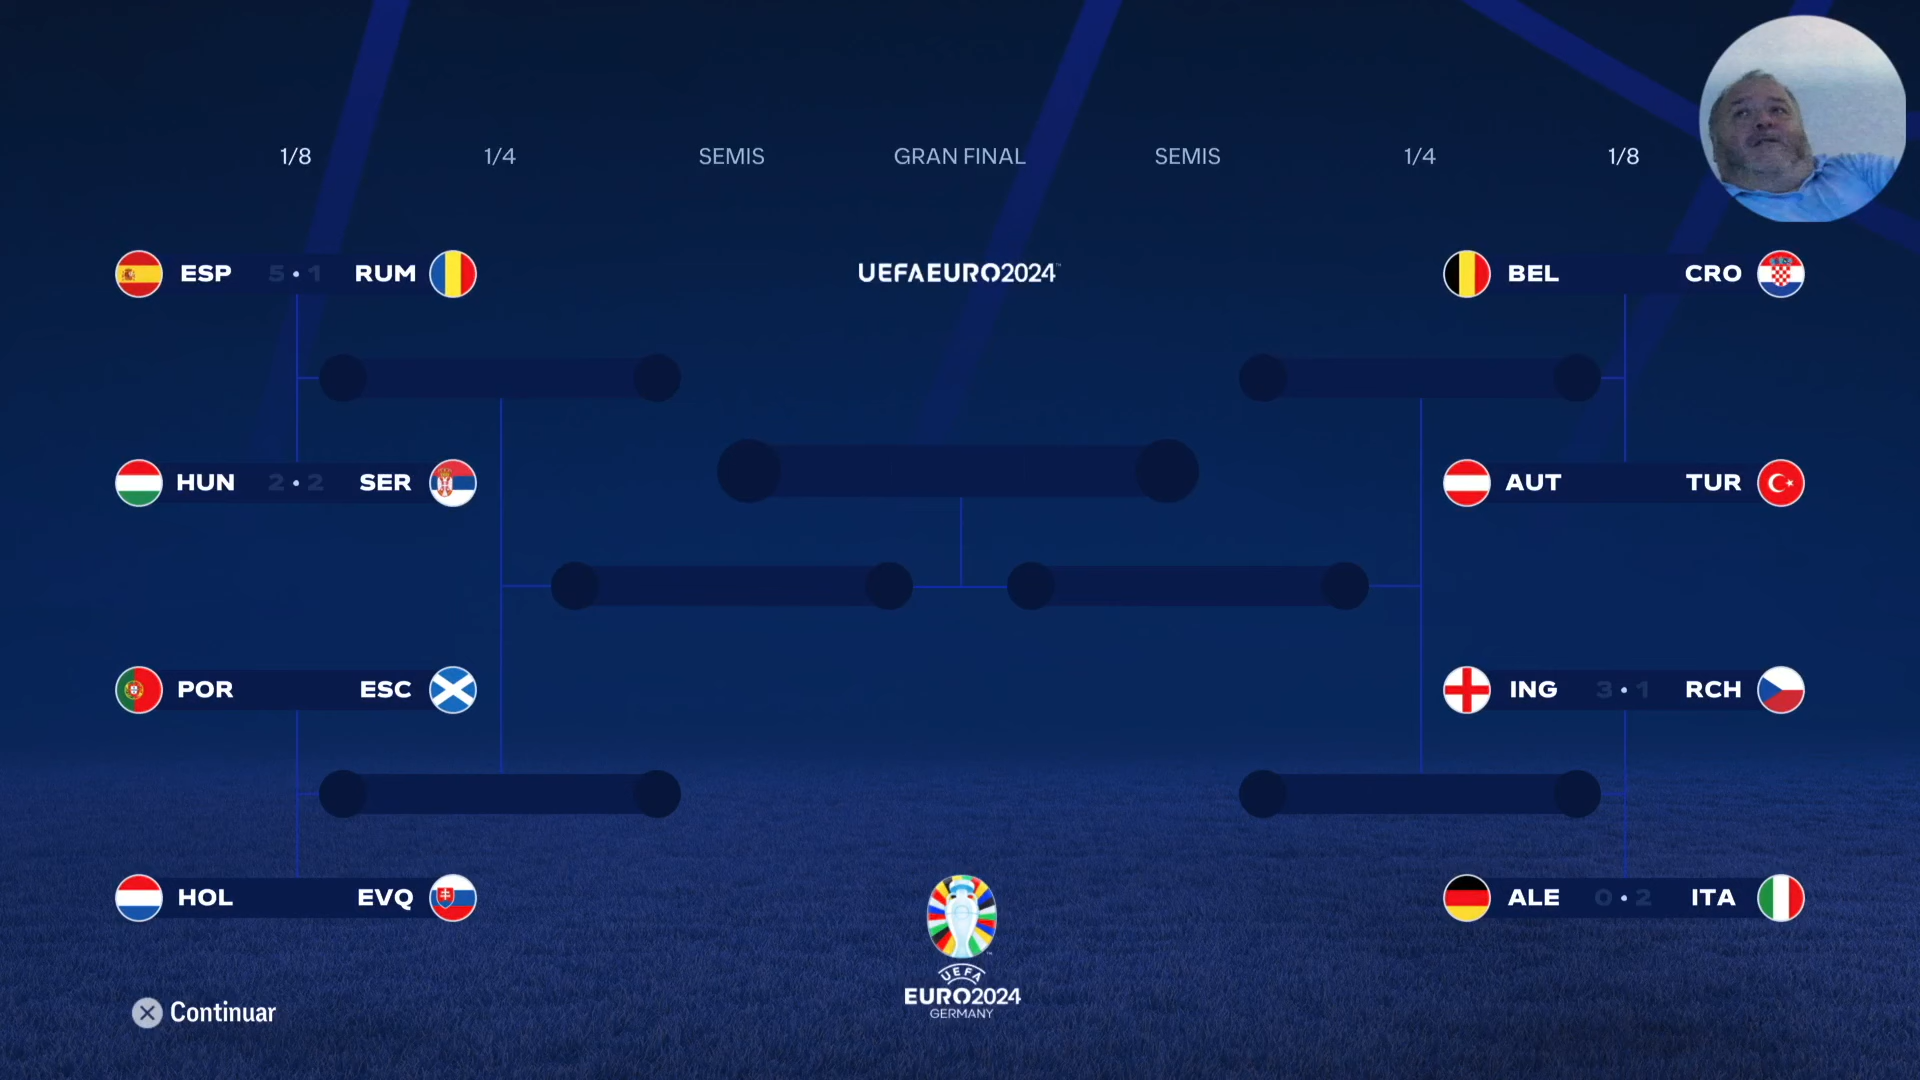 1/8 1/4 SEMIS GRAN FINAL SEMIS 1/4 1/8
ESP 5 • 1 RUM
UEFAEURO2024™
BEL CRO
HUN 2 • 2 SER
AUT TUR
POR ESC
ING 3 • 1 RCH
HOL EVQ
ALE 0 • 2 ITA
UEFA
EURO2024
GERMANY
Continuar